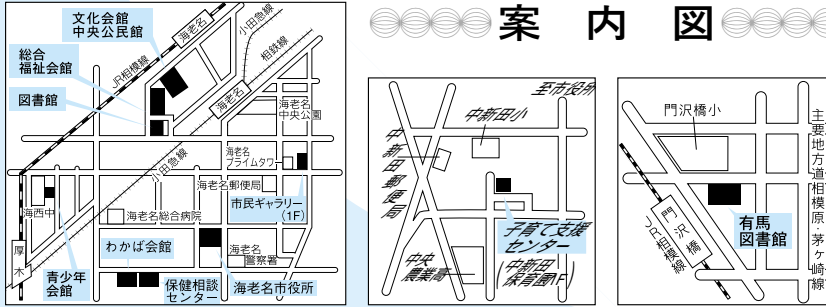 案内図
文化会館
中央公民館
総合
福祉会館
図書館
海老名
小田急線
相鉄線
JR相模線
海老名
海老名
中央公園
小田急線
海老名
プライムタワー
海老名郵便局
市民ギャラリー
(1F)
海西中
海老名総合病院
厚木
わかば会館
海老名
警察署
青少年
会館
保健相談
センター
海老名市役所
至市役所
中新田小
中新田郵便局
子育て支援
センター
(中新田
保育園1F)
中央
農業高
門沢橋小
主要地方道相模原・茅ヶ崎線
門沢橋
JR相模線
有馬
図書館